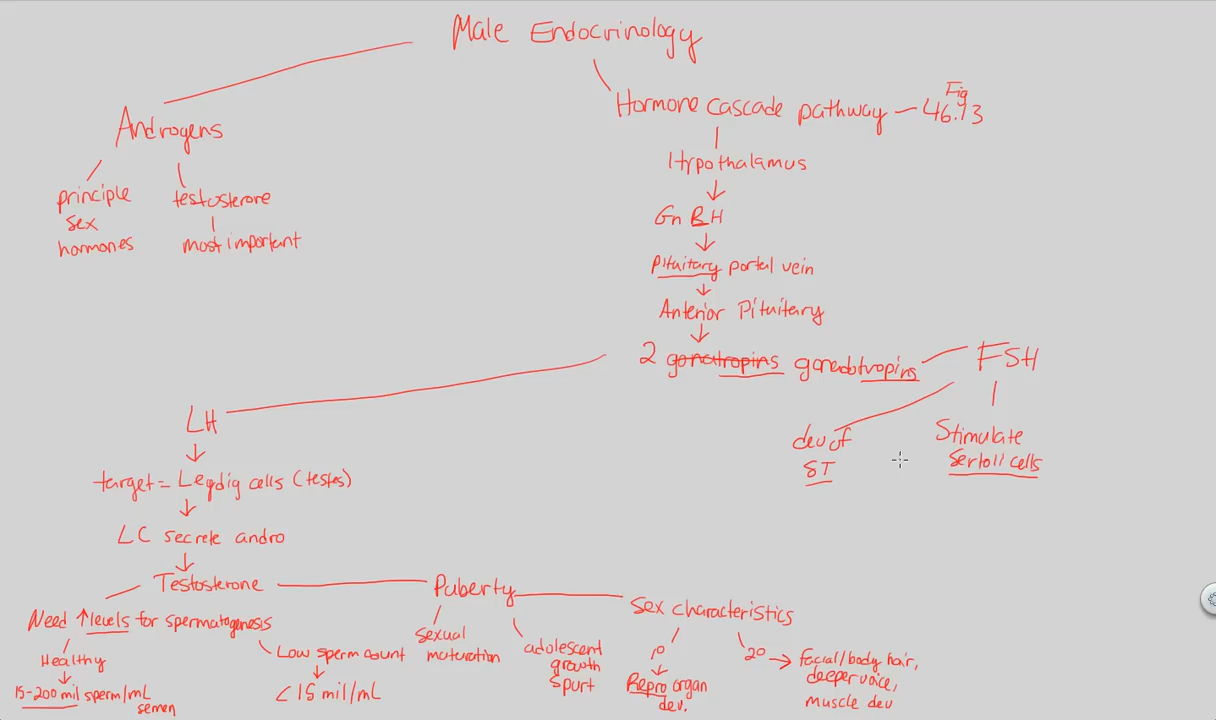 Male Endocrinology
Hormone cascade pathway — Fig 46.13
Androgens
principle
sex
hormones
testosterone
most important
Hypothalamus
GnRH
Pituitary portal vein
Anterior Pituitary
2 gonatropins gonadotropins
FSH
dev of
ST
Stimulate
Sertoli cells
LH
target = Leydig cells (testes)
LC secrete andro
Testosterone
Need ↑ levels for spermatogenesis
Healthy
15-200 mil sperm/mL
semen
Low sperm count
< 15 mil/mL
Puberty
Sexual
maturation
adolescent
growth
spurt
Sex characteristics
1°
Repro organ
dev.
2° → Facial/body hair,
deeper voice,
muscle dev